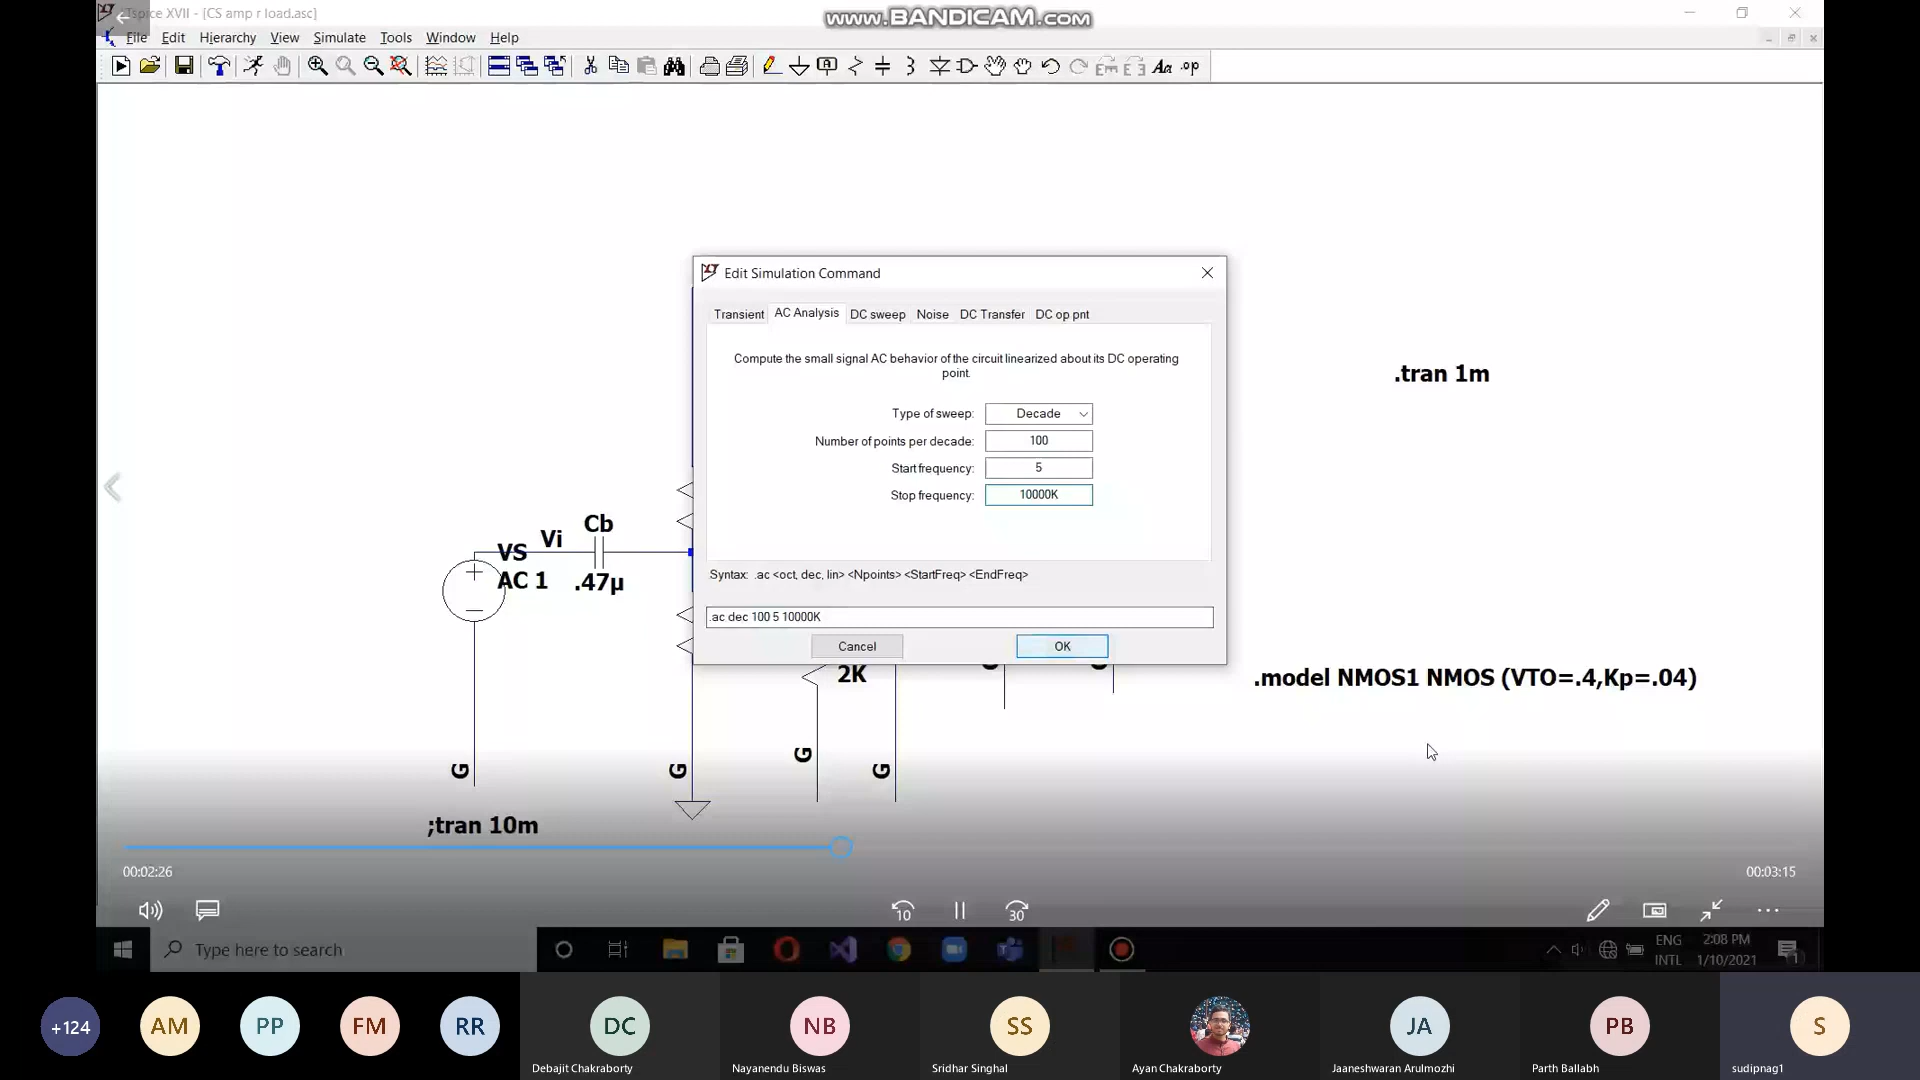 LTspice XVII - [CS amp r load.asc]
www.BANDICAM.com
File Edit Hierarchy View Simulate Tools Window Help
Aa .op
Edit Simulation Command
Transient AC Analysis DC sweep Noise DC Transfer DC op pnt
Compute the small signal AC behavior of the circuit linearized about its DC operating
point.
Type of sweep: Decade
Number of points per decade: 100
Start frequency: 5
Stop frequency: 10000K
Syntax: .ac <oct, dec, lin> <Npoints> <StartFreq> <EndFreq>
.ac dec 100 5 10000K
Cancel OK
.tran 1m
Cb
Vi
VS
AC 1
.47µ
2K
.model NMOS1 NMOS (VTO=.4,Kp=.04)
G
G
G
G
;tran 10m
00:02:26
00:03:15
10
30
Type here to search
ENG
INTL
2:08 PM
1/10/2021
1
+124
AM
PP
FM
RR
DC
NB
SS
JA
PB
S
Debajit Chakraborty
Nayanendu Biswas
Sridhar Singhal
Ayan Chakraborty
Jaaneshwaran Arulmozhi
Parth Ballabh
sudipnag1